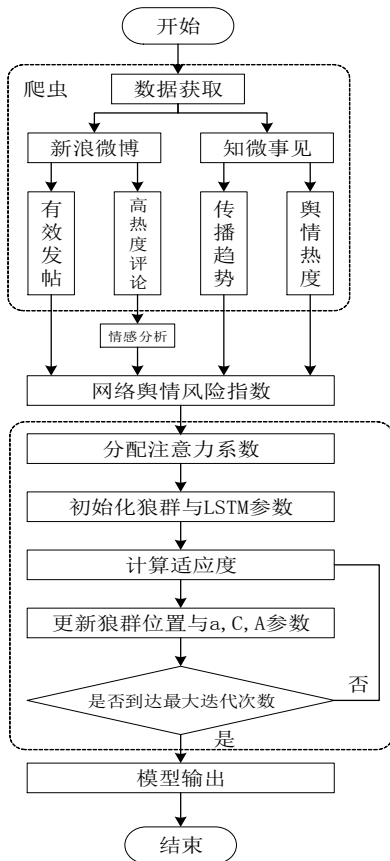 开始
爬虫
数据获取
新浪微博
知微事见
有效发帖
高热度评论
传播趋势
舆情热度
情感分析
网络舆情风险指数
分配注意力系数
初始化狼群与LSTM参数
计算适应度
更新狼群位置与a,C,A参数
是否到达最大迭代次数
否
是
模型输出
结束